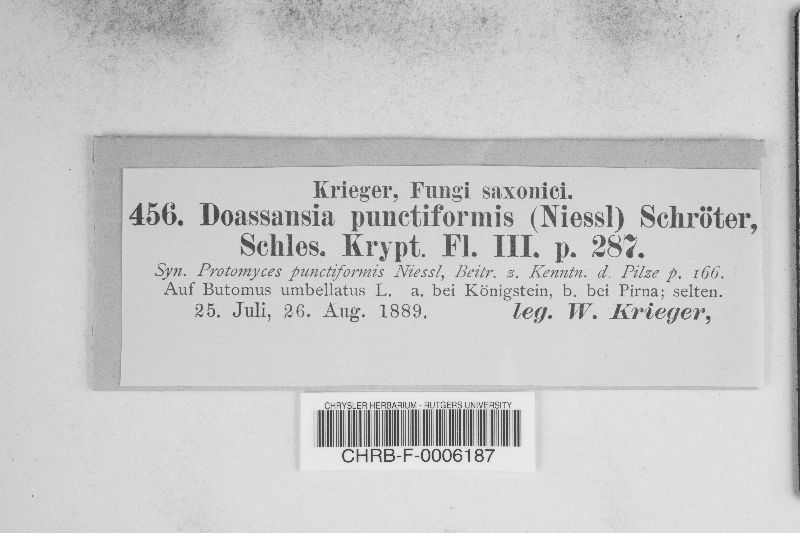 Krieger, Fungi saxonici.
456. Doassansia punctiformis (Niessl) Schröter,
Schles. Krypt. Fl. III. p. 287.
Syn. Protomyces punctiformis Niessl, Beitr. z. Kenntn. d. Pilze p. 166.
Auf Butomus umbellatus L. a. bei Königstein, b. bei Pirna; selten.
25. Juli, 26. Aug. 1889. leg. W. Krieger,
CHRYSLER HERBARIUM - RUTGERS UNIVERSITY
CHRB-F-0006187